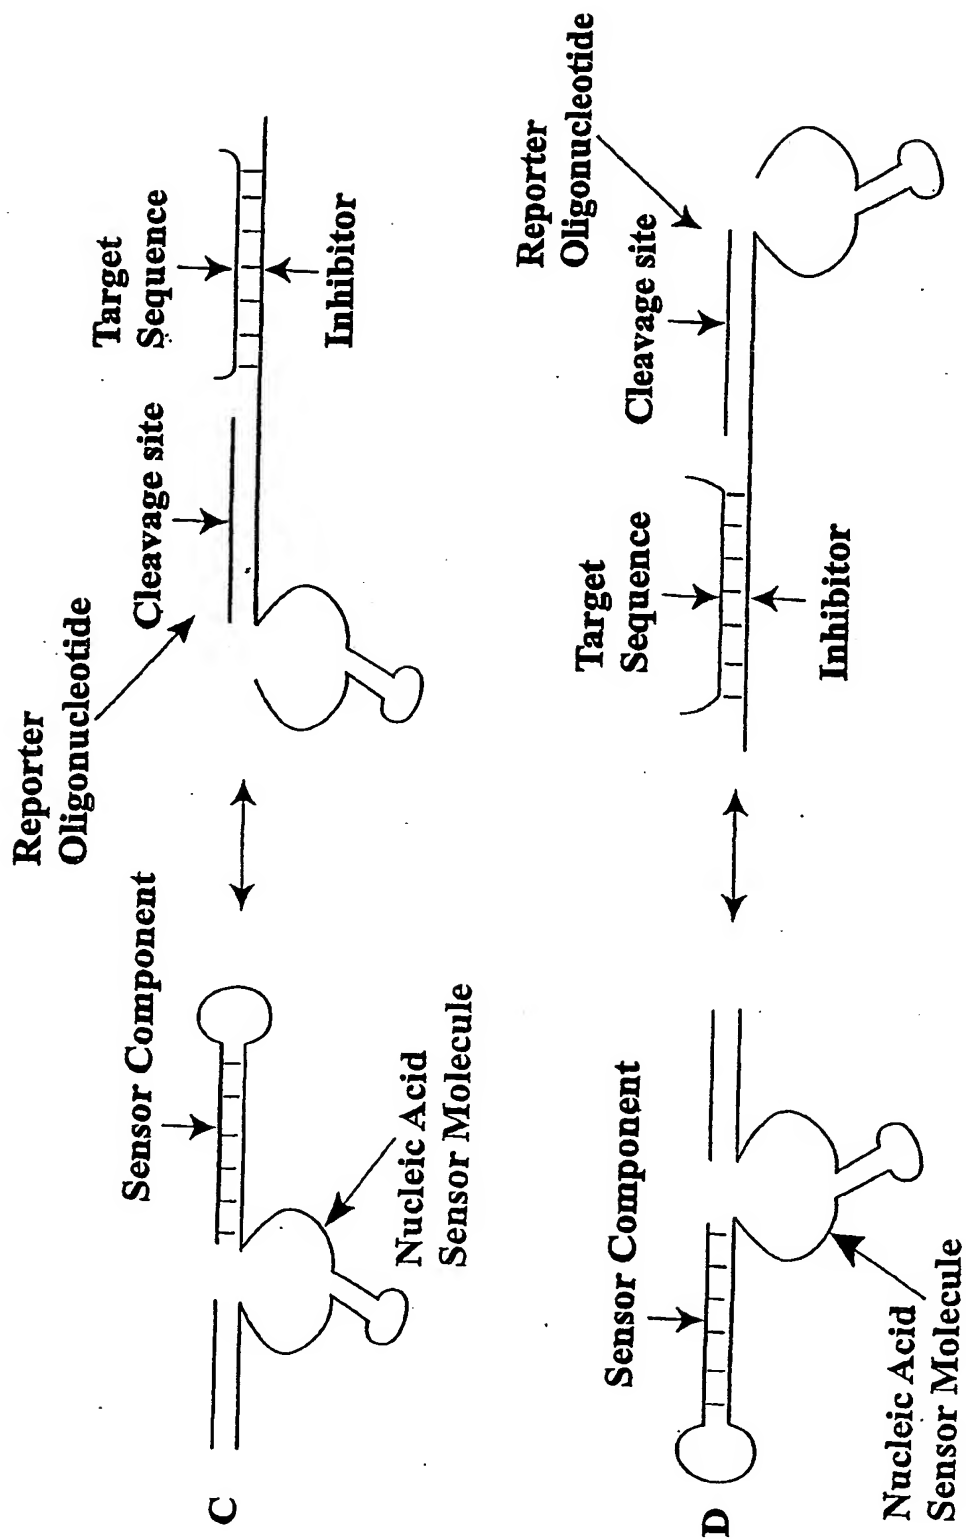 C
Sensor Component
Nucleic Acid
Sensor Molecule
Reporter
Oligonucleotide
Cleavage site
Target
Sequence
Inhibitor
D
Sensor Component
Nucleic Acid
Sensor Molecule
Target
Sequence
Inhibitor
Cleavage site
Reporter
Oligonucleotide